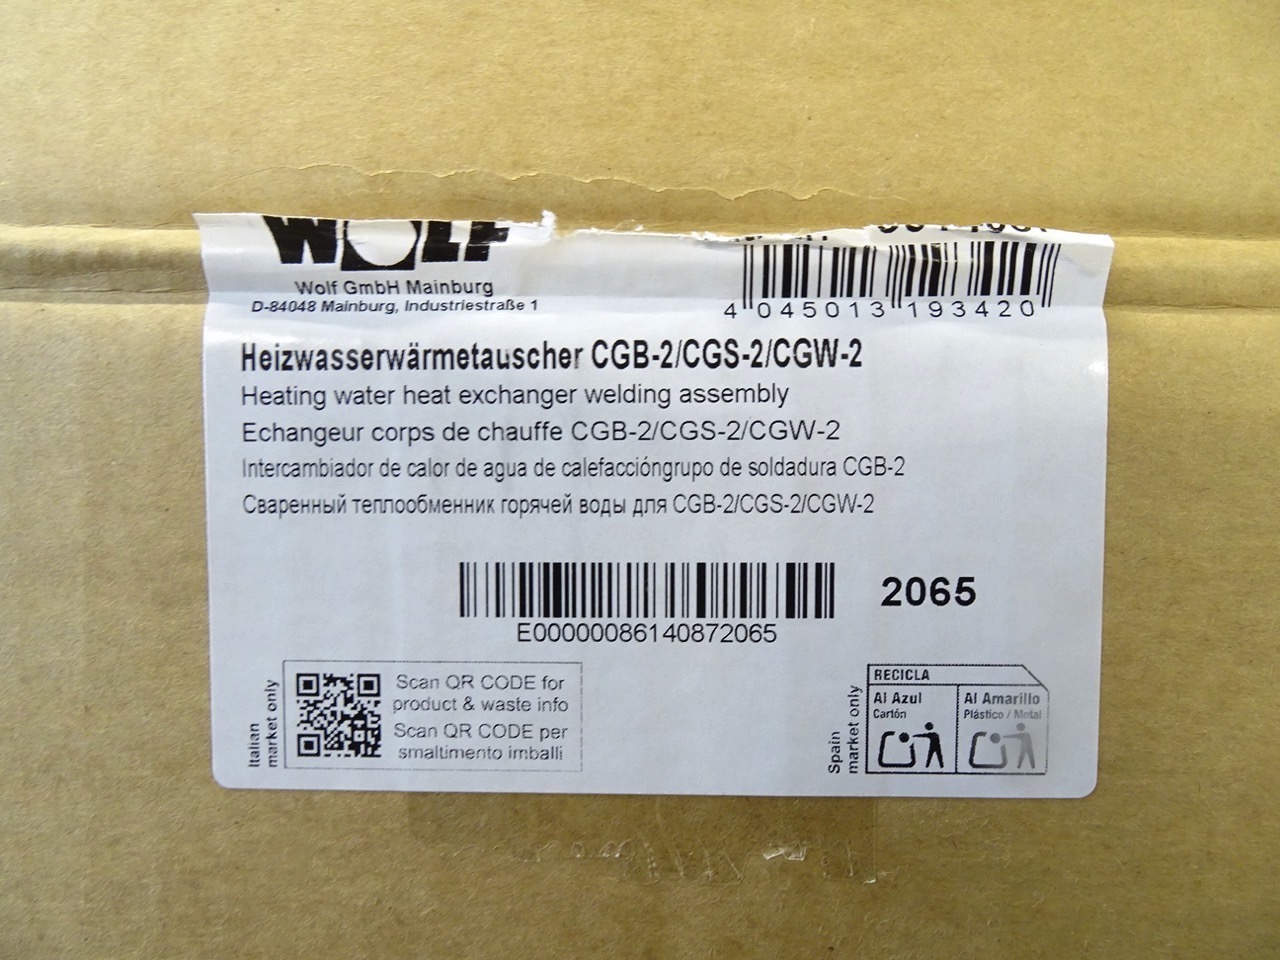 WOLF
Wolf GmbH Mainburg
D-84048 Mainburg, Industriestraße 1
4 045013 193420
Heizwasserwärmetauscher CGB-2/CGS-2/CGW-2
Heating water heat exchanger welding assembly
Echangeur corps de chauffe CGB-2/CGS-2/CGW-2
Intercambiador de calor de agua de calefaccióngrupo de soldadura CGB-2
Сваренный теплообменник горячей воды для CGB-2/CGS-2/CGW-2
E00000086140872065
2065
Italian
market only
Scan QR CODE for
product & waste info
Scan QR CODE per
smaltimento imballi
Spain
market only
RECICLA
Al Azul
Cartón
Al Amarillo
Plástico / Metal